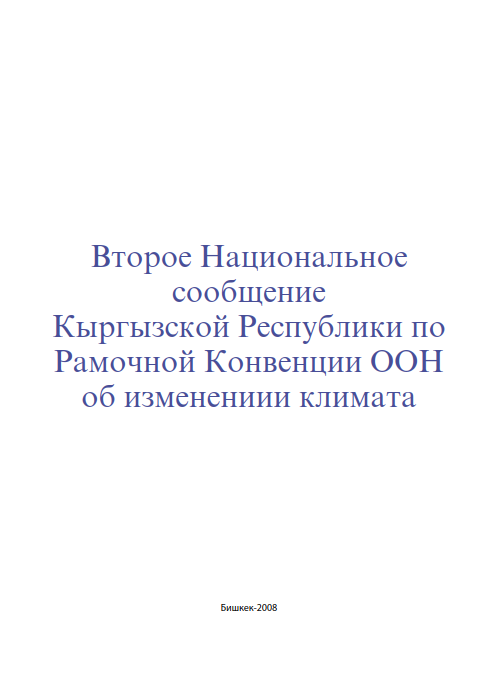 Второе Национальное
сообщение
Кыргызской Республики по
Рамочной Конвенции ООН
об изменениии климата
Бишкек-2008